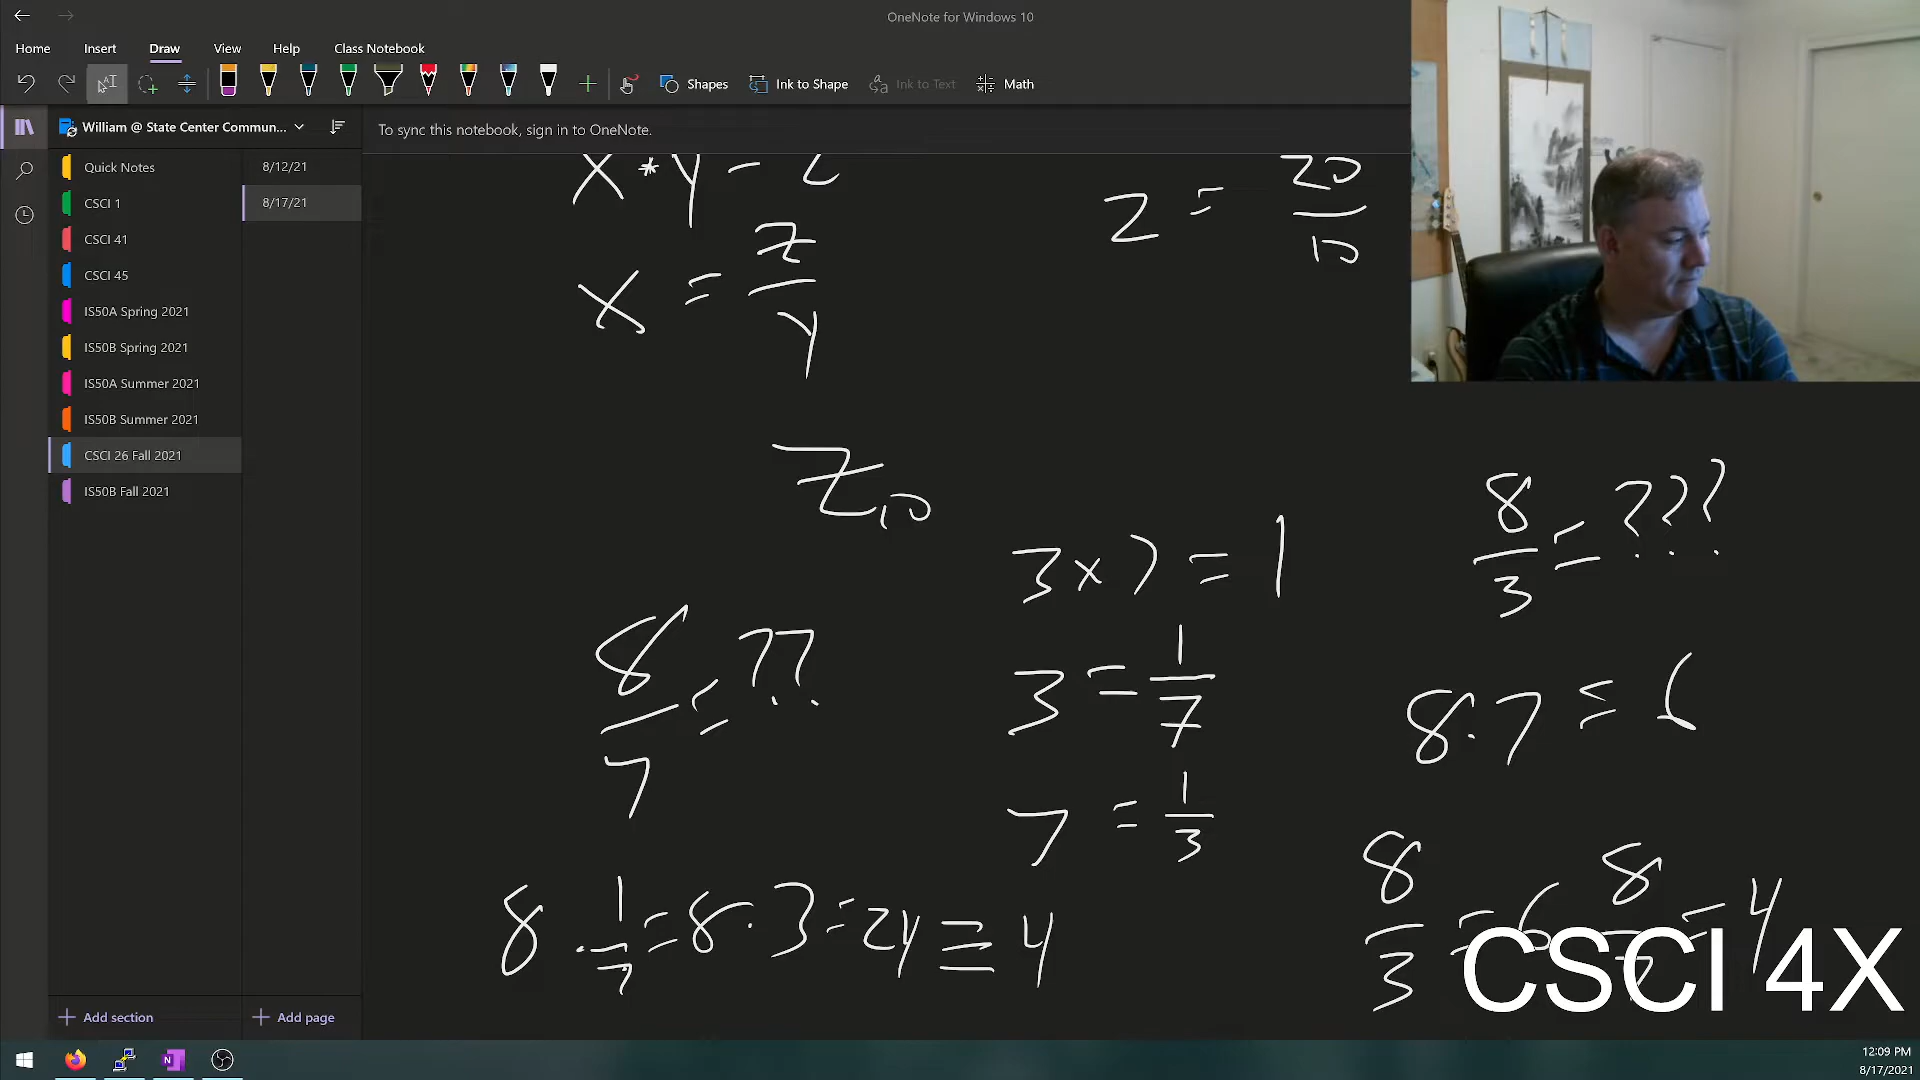 OneNote for Windows 10
Home Insert Draw View Help Class Notebook
Shapes Ink to Shape Ink to Text Math
William @ State Center Commun...
To sync this notebook, sign in to OneNote.
Quick Notes
CSCI 1
CSCI 41
CSCI 45
IS50A Spring 2021
IS50B Spring 2021
IS50A Summer 2021
IS50B Summer 2021
CSCI 26 Fall 2021
IS50B Fall 2021
8/12/21
8/17/21
Add section
Add page
x = z/y
2 = 20/10
Z10
3 x 7 = 1
3 = 1/7
7 = 1/3
8/7 = ??
8 · 1/7 = 8 · 3 = 24 ≡ 4
8/3 = ???
8 · 7 = 6
8/3 = 6
8/7 = 4
CSCI 4X
12:09 PM
8/17/2021